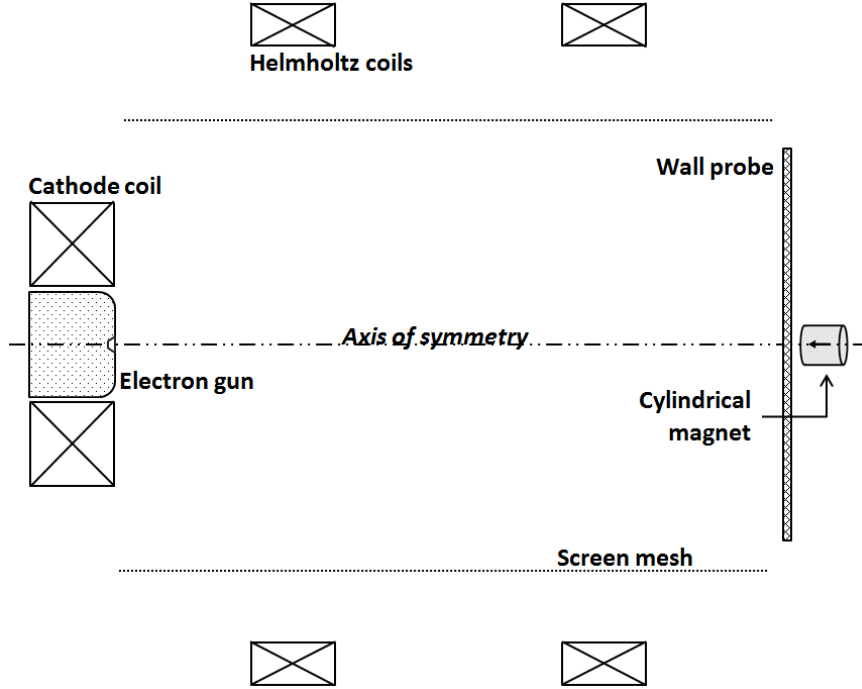 Helmholtz coils
Wall probe
Cathode coil
Axis of symmetry
Electron gun
Cylindrical
magnet
Screen mesh